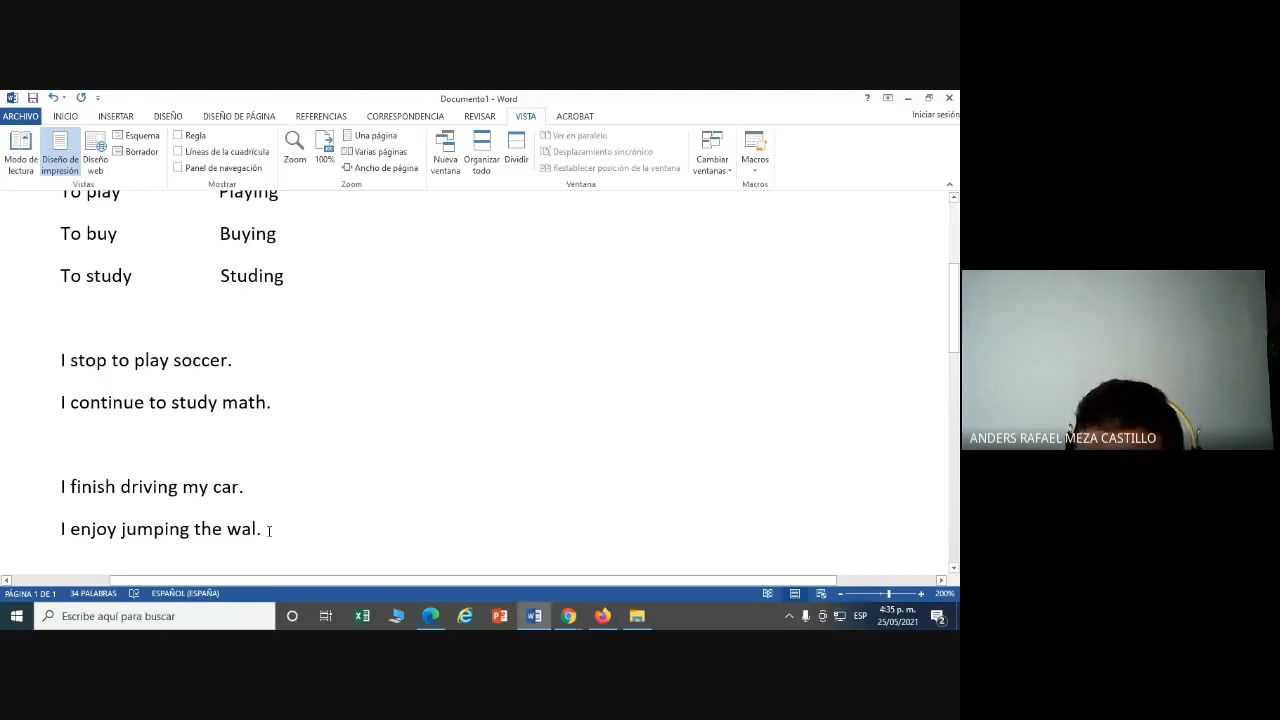 Documento1 - Word
Iniciar sesión
ARCHIVO INICIO INSERTAR DISEÑO DISEÑO DE PÁGINA REFERENCIAS CORRESPONDENCIA REVISAR VISTA ACROBAT
Modo de lectura
Diseño de impresión
Diseño web
Esquema
Borrador
Vistas
Regla
Líneas de la cuadrícula
Panel de navegación
Mostrar
Zoom
100%
Una página
Varias páginas
Ancho de página
Zoom
Nueva ventana
Organizar todo
Dividir
Ver en paralelo
Desplazamiento sincrónico
Restablecer posición de la ventana
Ventana
Cambiar ventanas
Macros
Macros
To play Playing
To buy Buying
To study Studing
I stop to play soccer.
I continue to study math.
I finish driving my car.
I enjoy jumping the wal.
ANDERS RAFAEL MEZA CASTILLO
PÁGINA 1 DE 1 34 PALABRAS ESPAÑOL (ESPAÑA) 200%
Escribe aquí para buscar
ESP
4:35 p. m.
25/05/2021
2